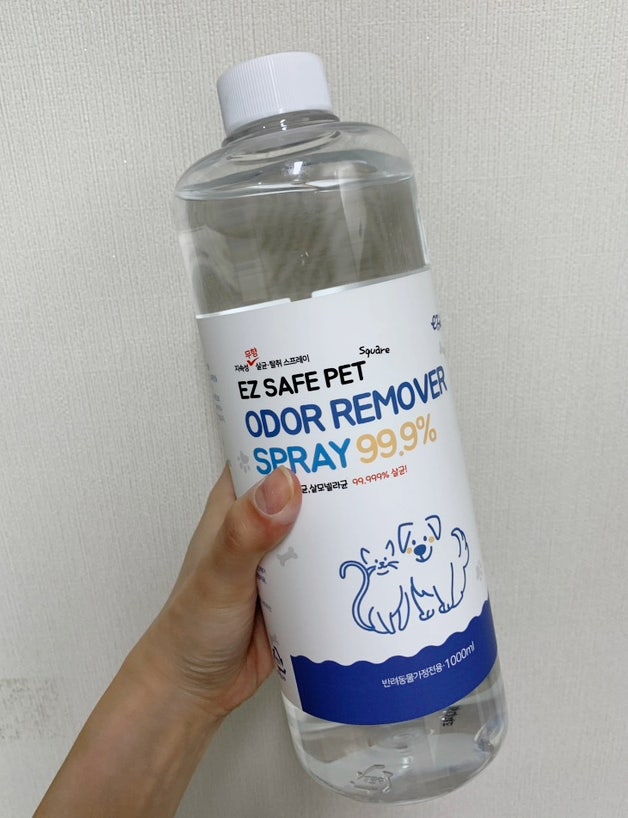 무향
지속성 살균·탈취 스프레이
Square
EZ SAFE PET
ODOR REMOVER
SPRAY 99.9%
균,살모넬라균 99.999% 살균!
반려동물가정전용·1000ml